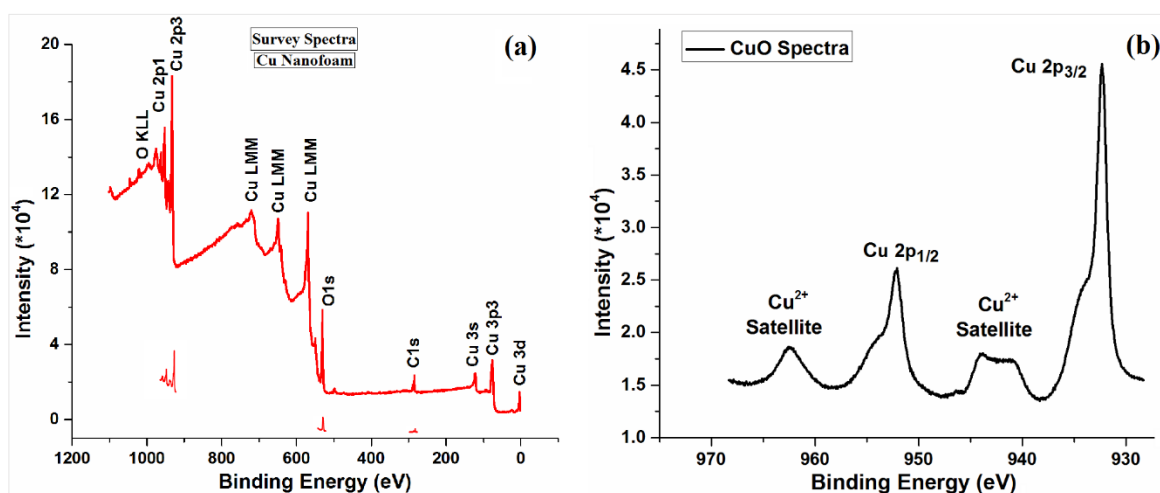 Survey Spectra
Cu Nanofoam
(a)
20
16
12
8
4
0
Intensity (*10⁴)
O KLL
Cu 2p1
Cu 2p3
Cu LMM
Cu LMM
Cu LMM
O1s
C1s
Cu 3s
Cu 3p3
Cu 3d
1200
1000
800
600
400
200
0
Binding Energy (eV)
CuO Spectra
(b)
4.5
4.0
3.5
3.0
2.5
2.0
1.5
1.0
Intensity (*10⁴)
Cu²⁺
Satellite
Cu 2p₁/₂
Cu²⁺
Satellite
Cu 2p₃/₂
970
960
950
940
930
Binding Energy (eV)